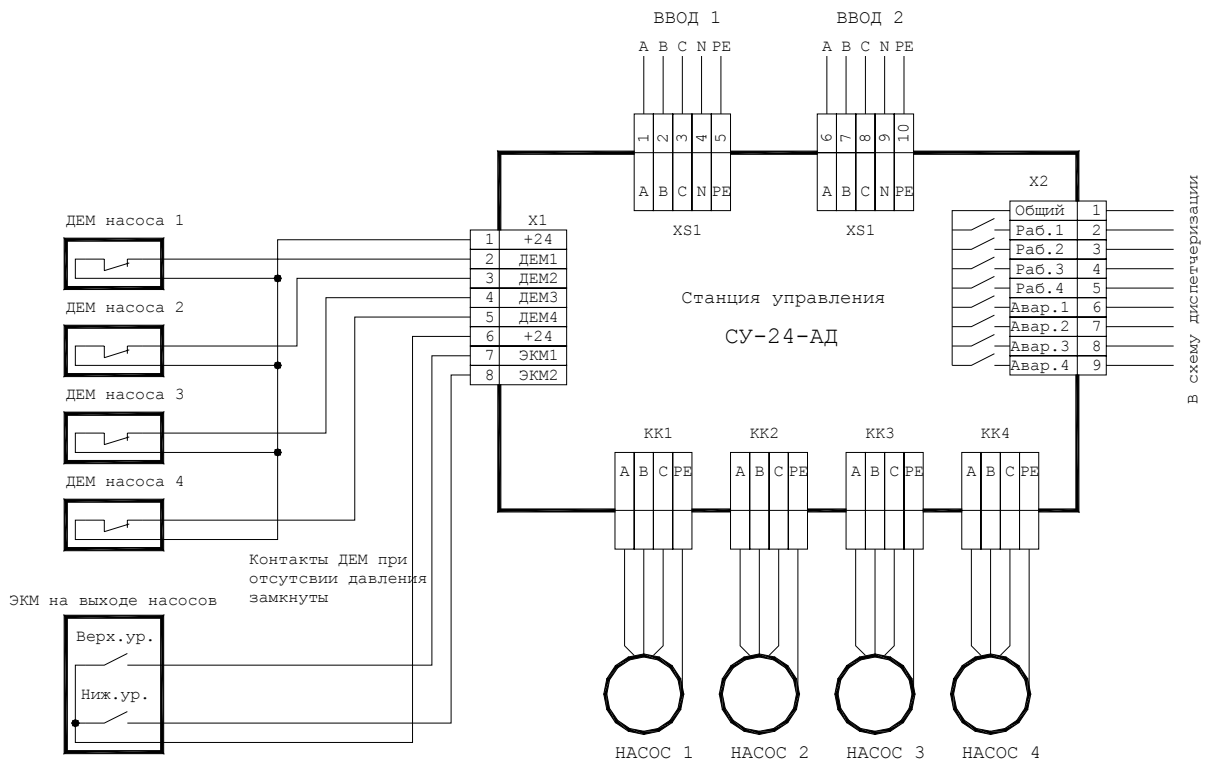 ВВОД 1
ВВОД 2
A B C N PE
A B C N PE
1 2 3 4 5
6 7 8 9 10
A B C N PE
A B C N PE
XS1
XS1
X1
1 +24
2 ДЕМ1
3 ДЕМ2
4 ДЕМ3
5 ДЕМ4
6 +24
7 ЭКМ1
8 ЭКМ2
Станция управления
СУ-24-АД
X2
Общий 1
Раб.1 2
Раб.2 3
Раб.3 4
Раб.4 5
Авар.1 6
Авар.2 7
Авар.3 8
Авар.4 9
В схему диспетчеризации
ДЕМ насоса 1
ДЕМ насоса 2
ДЕМ насоса 3
ДЕМ насоса 4
Контакты ДЕМ при
отсутсвии давления
замкнуты
ЭКМ на выходе насосов
Верх.ур.
Ниж.ур.
КК1
КК2
КК3
КК4
A B C PE
A B C PE
A B C PE
A B C PE
НАСОС 1
НАСОС 2
НАСОС 3
НАСОС 4